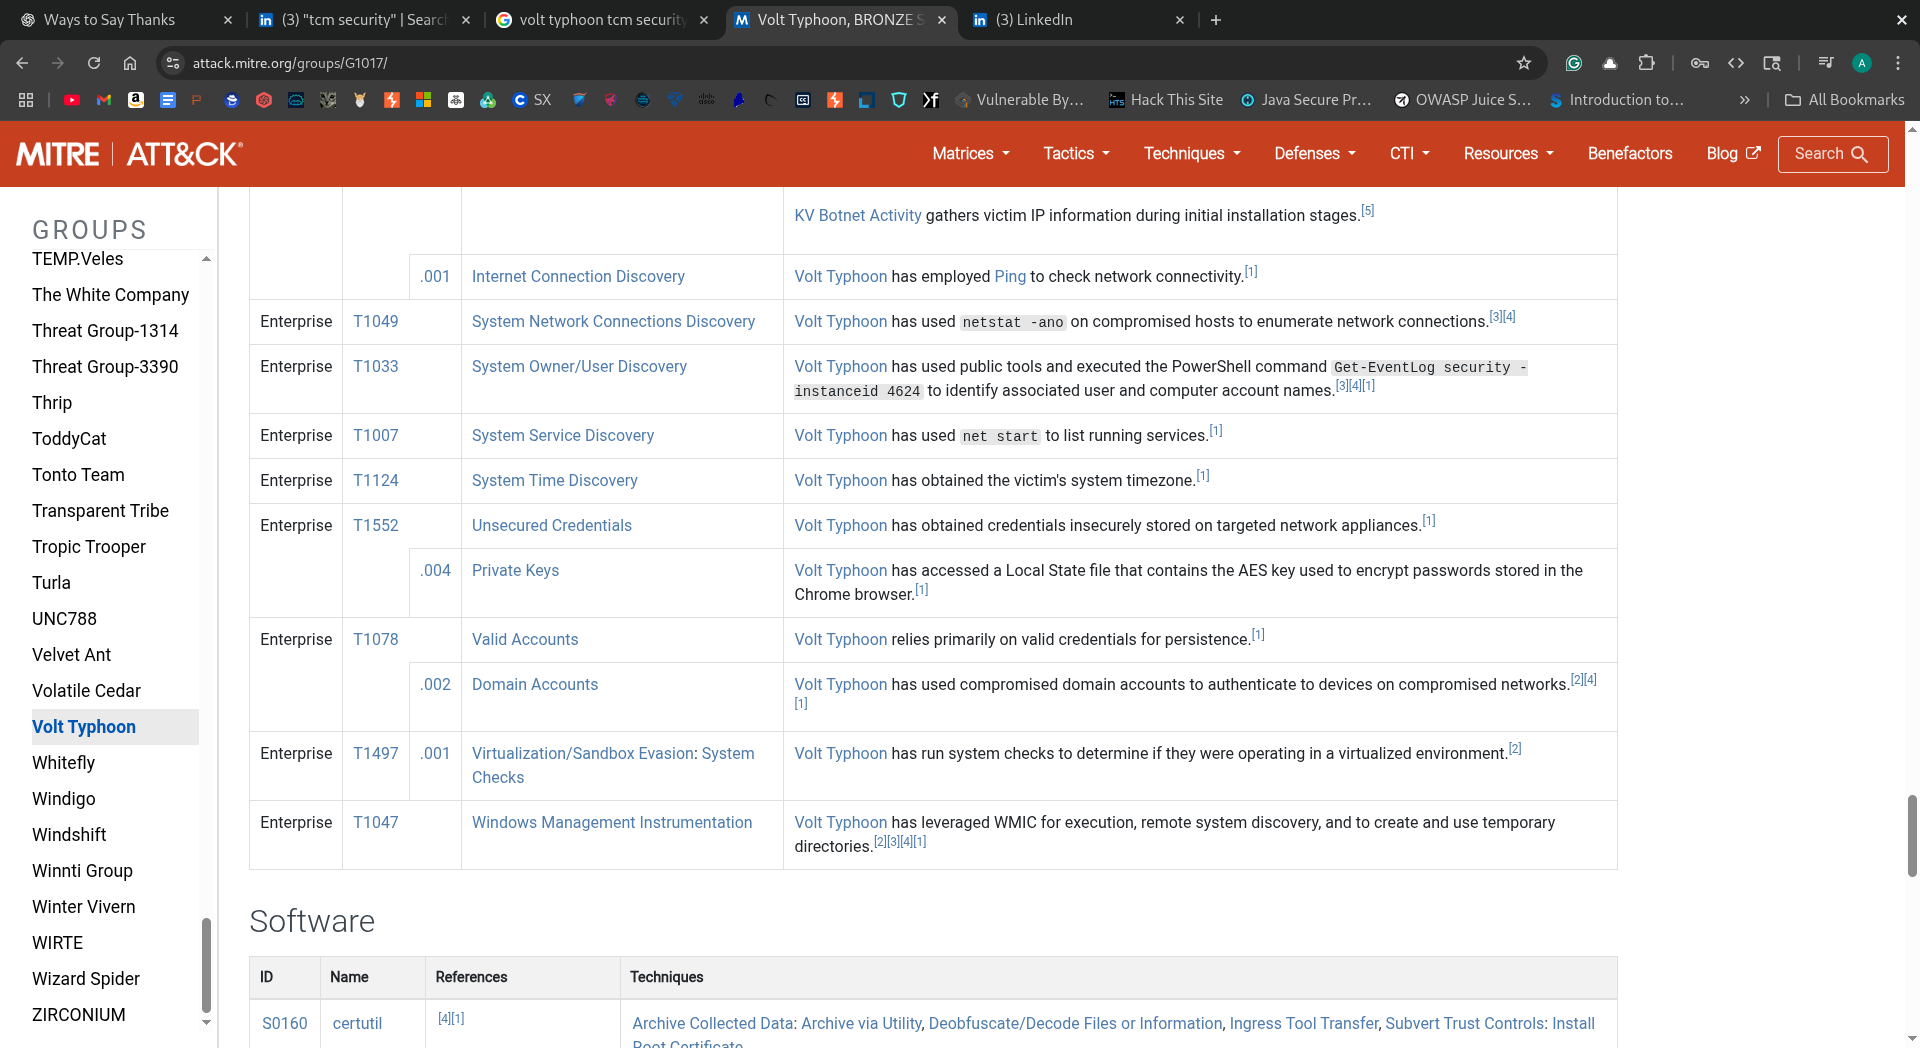 Ways to Say Thanks
(3) "tcm security" | Searc
volt typhoon tcm security
Volt Typhoon, BRONZE S
(3) LinkedIn
attack.mitre.org/groups/G1017/
A
SX
Vulnerable By…
Hack This Site
Java Secure Pr…
OWASP Juice S…
Introduction to…
All Bookmarks
MITRE | ATT&CK®
Matrices
Tactics
Techniques
Defenses
CTI
Resources
Benefactors
Blog
Search
GROUPS
TEMP.Veles
The White Company
Threat Group-1314
Threat Group-3390
Thrip
ToddyCat
Tonto Team
Transparent Tribe
Tropic Trooper
Turla
UNC788
Velvet Ant
Volatile Cedar
Volt Typhoon
Whitefly
Windigo
Windshift
Winnti Group
Winter Vivern
WIRTE
Wizard Spider
ZIRCONIUM
KV Botnet Activity gathers victim IP information during initial installation stages.[5]
.001 Internet Connection Discovery Volt Typhoon has employed Ping to check network connectivity.[1]
Enterprise T1049 System Network Connections Discovery Volt Typhoon has used netstat -ano on compromised hosts to enumerate network connections.[3][4]
Enterprise T1033 System Owner/User Discovery Volt Typhoon has used public tools and executed the PowerShell command Get-EventLog security -
instanceid 4624 to identify associated user and computer account names.[3][4][1]
Enterprise T1007 System Service Discovery Volt Typhoon has used net start to list running services.[1]
Enterprise T1124 System Time Discovery Volt Typhoon has obtained the victim's system timezone.[1]
Enterprise T1552 Unsecured Credentials Volt Typhoon has obtained credentials insecurely stored on targeted network appliances.[1]
.004 Private Keys Volt Typhoon has accessed a Local State file that contains the AES key used to encrypt passwords stored in the
Chrome browser.[1]
Enterprise T1078 Valid Accounts Volt Typhoon relies primarily on valid credentials for persistence.[1]
.002 Domain Accounts Volt Typhoon has used compromised domain accounts to authenticate to devices on compromised networks.[2][4]
[1]
Enterprise T1497 .001 Virtualization/Sandbox Evasion: System Volt Typhoon has run system checks to determine if they were operating in a virtualized environment.[2]
Checks
Enterprise T1047 Windows Management Instrumentation Volt Typhoon has leveraged WMIC for execution, remote system discovery, and to create and use temporary
directories.[2][3][4][1]
Software
ID Name References Techniques
S0160 certutil [4][1] Archive Collected Data: Archive via Utility, Deobfuscate/Decode Files or Information, Ingress Tool Transfer, Subvert Trust Controls: Install
Root Certificate